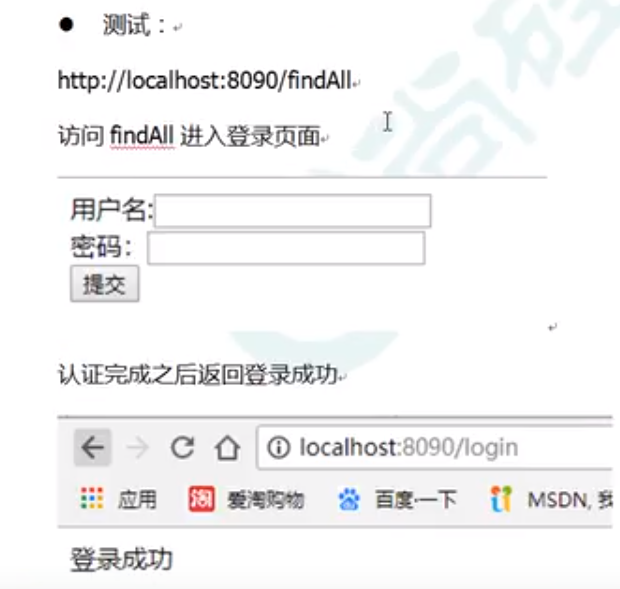 ● 测试：
http://localhost:8090/findAll
访问 findAll 进入登录页面
用户名:
密码：
提交
认证完成之后返回登录成功
localhost:8090/login
应用 淘 爱淘购物 百度一下 MSDN, 我
登录成功